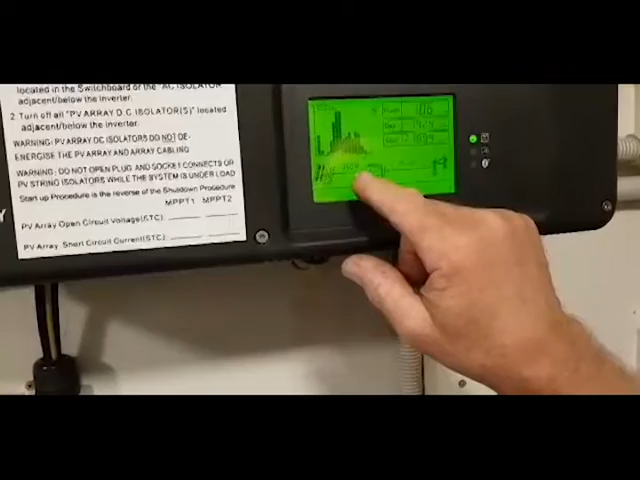 located in the Switchboard or the "AC ISOLATOR"
adjacent/below the inverter.
2. Turn off all "PV ARRAY D.C ISOLATOR(S)" located
adjacent/below the inverter.
WARNING: PV ARRAY DC ISOLATORS DO NOT DE-
ENERGISE THE PV ARRAY AND ARRAY CABLING
WARNING: DO NOT OPEN PLUG AND SOCKET CONNECTS OR
PV STRING ISOLATORS WHILE THE SYSTEM IS UNDER LOAD
Start up Procedure is the reverse of the Shutdown Procedure
MPPT1 MPPT2
PV Array Open Circuit Voltage(STC)
PV Array Short Circuit Current(STC)